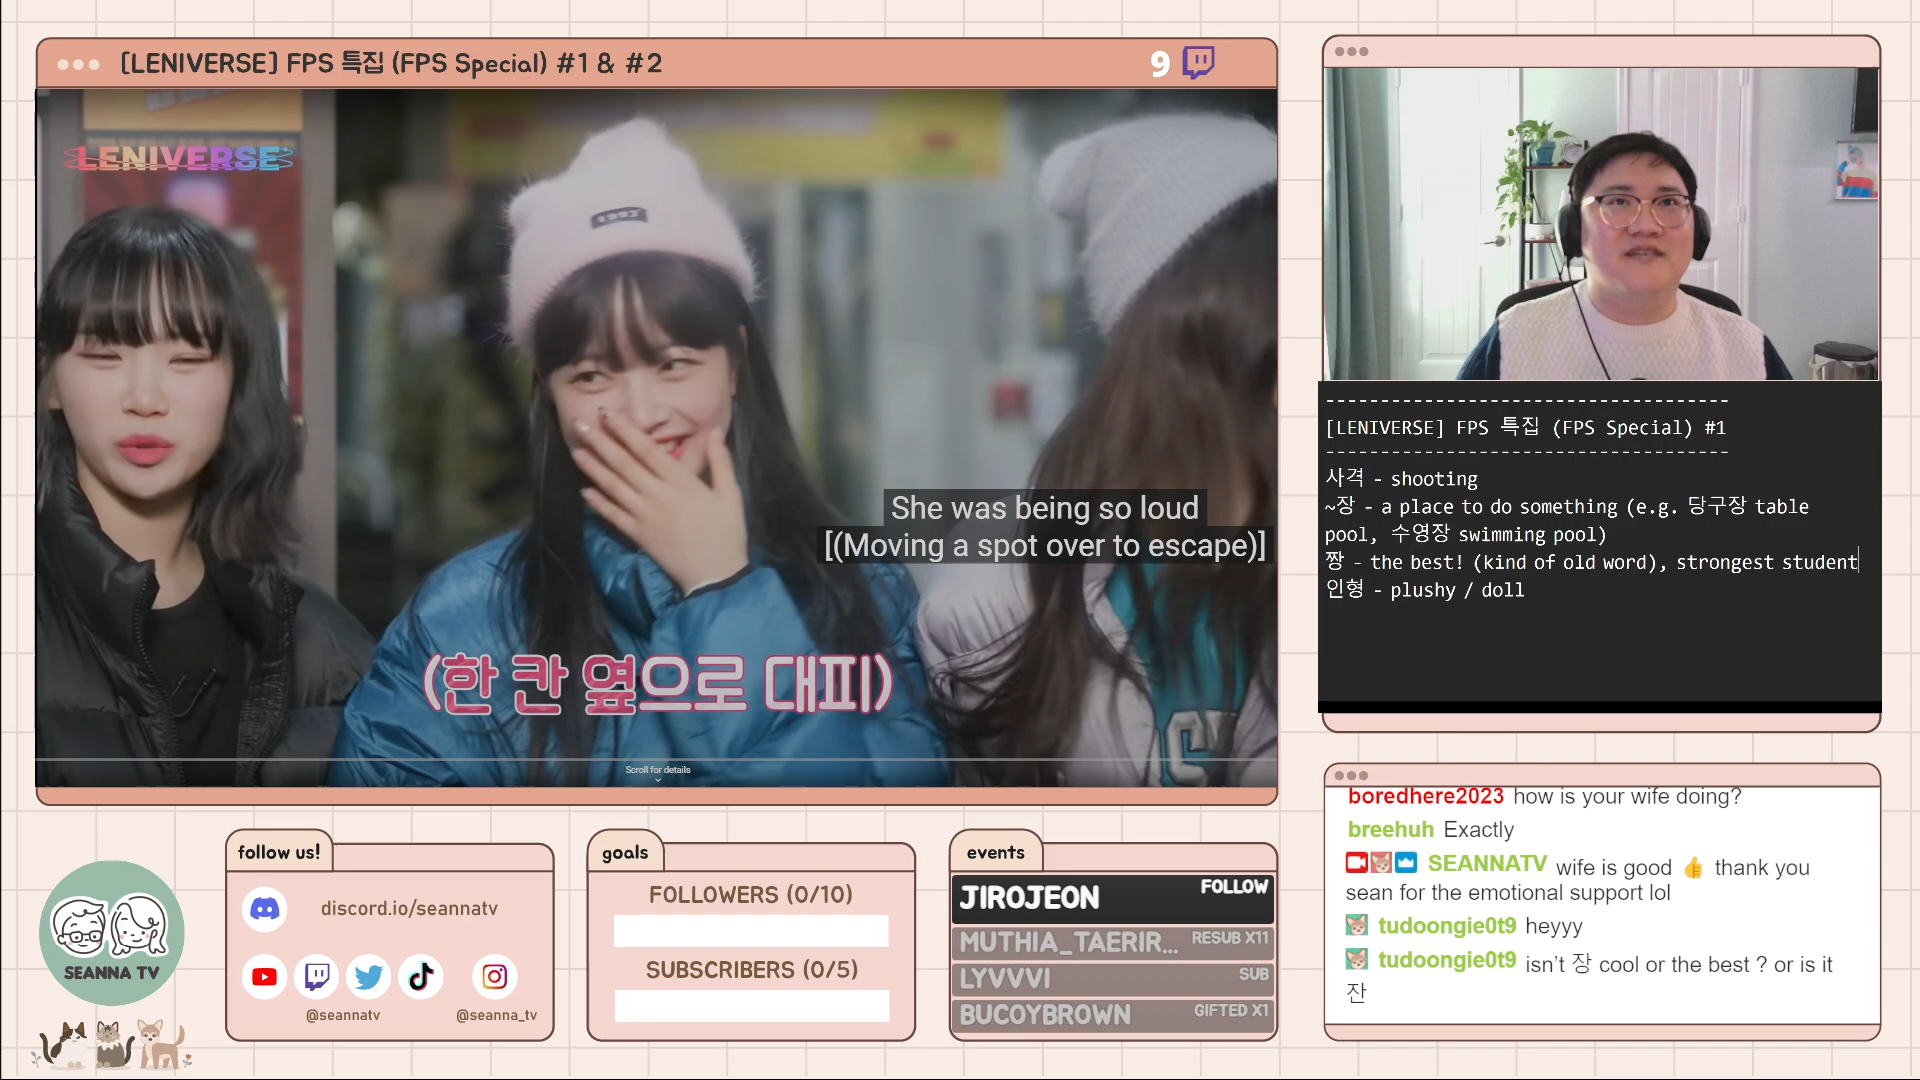 [LENIVERSE] FPS 특집 (FPS Special) #1 & #2
9
LENIVERSE
1997
She was being so loud
[(Moving a spot over to escape)]
(한 칸 옆으로 대피)
Scroll for details
------------------------------------
[LENIVERSE] FPS 특집 (FPS Special) #1
------------------------------------
사격 - shooting
~장 - a place to do something (e.g. 당구장 table
pool, 수영장 swimming pool)
짱 - the best! (kind of old word), strongest student
인형 - plushy / doll
boredhere2023 how is your wife doing?
breehuh Exactly
SEANNATV wife is good 👍 thank you
sean for the emotional support lol
tudoongie0t9 heyyy
tudoongie0t9 isn't 장 cool or the best ? or is it
잔
SEANNA TV
follow us!
discord.io/seannatv
@seannatv
@seanna_tv
goals
FOLLOWERS (0/10)
SUBSCRIBERS (0/5)
events
JIROJEON FOLLOW
MUTHIA_TAERIR... RESUB X11
LYVVVI SUB
BUCOYBROWN GIFTED X1